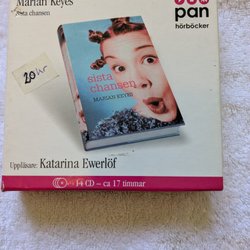 Marian Keyes
sista chansen
pan
hörböcker
20 kr
sista
chansen
MARIAN KEYES
Uppläsare: Katarina Ewerlöf
14 CD – ca 17 timmar